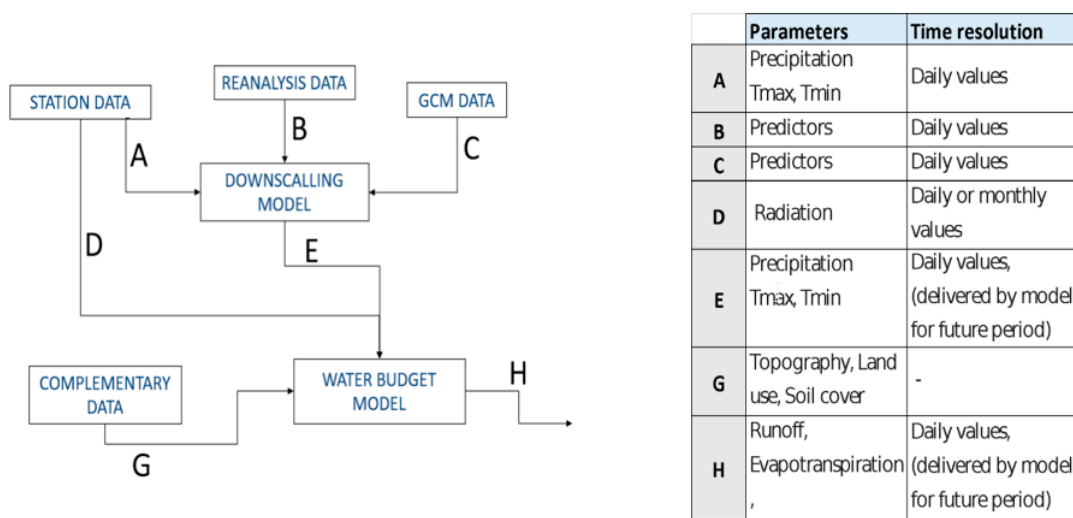 STATION DATA
REANALYSIS DATA
GCM DATA
A
B
C
DOWNSCALLING
MODEL
D
E
COMPLEMENTARY
DATA
WATER BUDGET
MODEL
G
H
Parameters Time resolution
A Precipitation
Tmax, Tmin Daily values
B Predictors Daily values
C Predictors Daily values
D Radiation Daily or monthly
values
E Precipitation Daily values,
Tmax, Tmin (delivered by model
for future period)
G Topography, Land
use, Soil cover -
H Runoff, Daily values,
Evapotranspiration (delivered by model
, for future period)